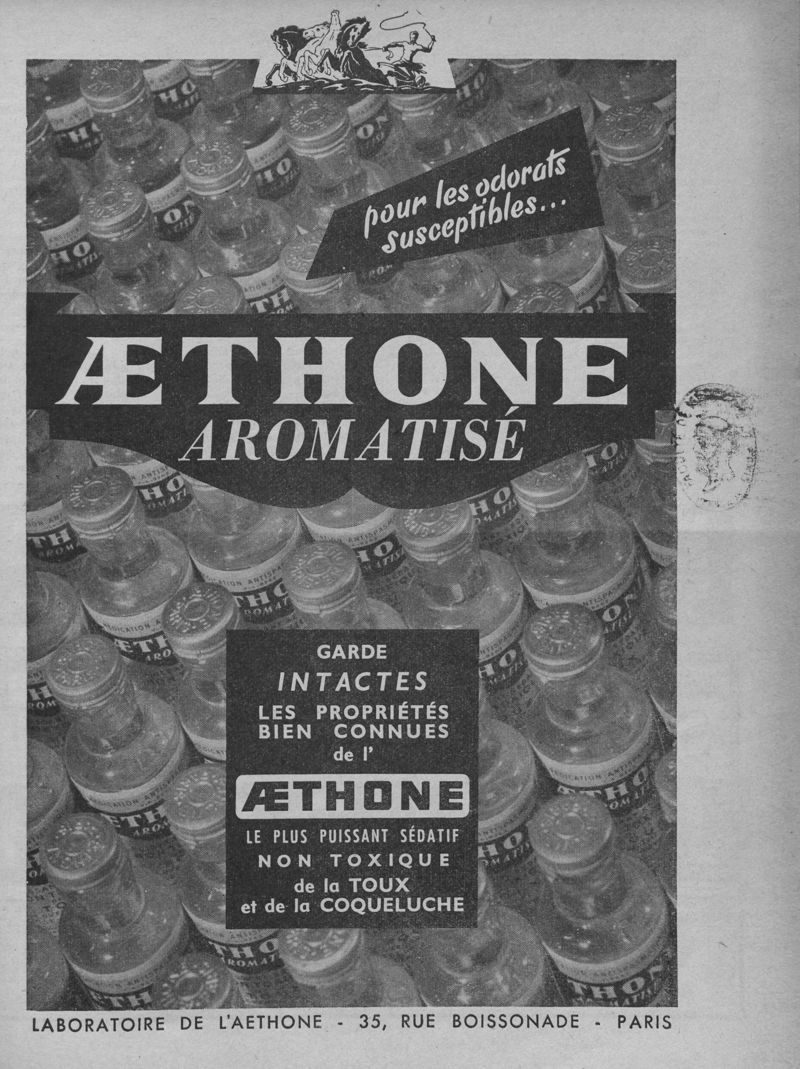 pour les odorats
susceptibles...
ÆTHONE
AROMATISÉ
GARDE
INTACTES
LES PROPRIÉTÉS
BIEN CONNUES
de l'
ÆTHONE
LE PLUS PUISSANT SÉDATIF
NON TOXIQUE
de la TOUX
et de la COQUELUCHE
LABORATOIRE DE L'AETHONE - 35, RUE BOISSONADE - PARIS